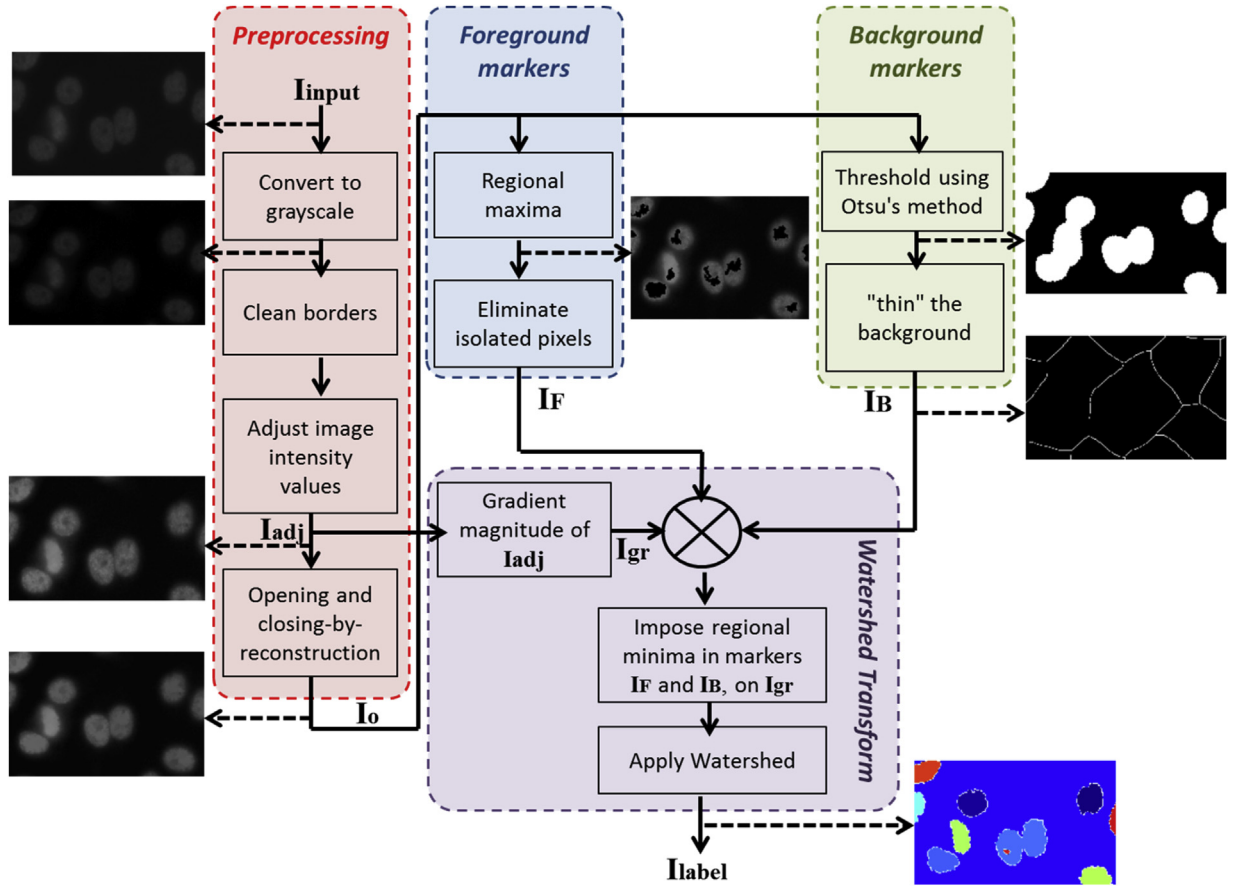 Preprocessing
Iinput
Convert to
grayscale
Clean borders
Adjust image
intensity
values
Iadj
Opening and
closing-by-
reconstruction
Io
Foreground
markers
Regional
maxima
Eliminate
isolated pixels
IF
Background
markers
Threshold using
Otsu's method
"thin" the
background
IB
Gradient
magnitude of
Iadj
Igr
Impose regional
minima in markers
IF and IB, on Igr
Apply Watershed
Watershed Transform
Ilabel